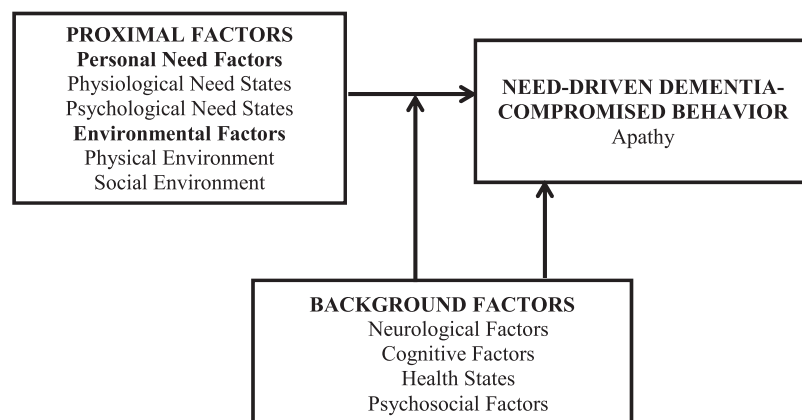 PROXIMAL FACTORS
Personal Need Factors
Physiological Need States
Psychological Need States
Environmental Factors
Physical Environment
Social Environment
NEED-DRIVEN DEMENTIA-
COMPROMISED BEHAVIOR
Apathy
BACKGROUND FACTORS
Neurological Factors
Cognitive Factors
Health States
Psychosocial Factors